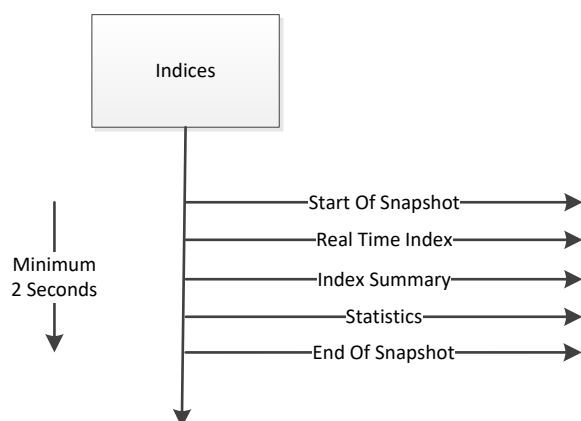 Indices
Start Of Snapshot
Real Time Index
Minimum
2 Seconds
Index Summary
Statistics
End Of Snapshot